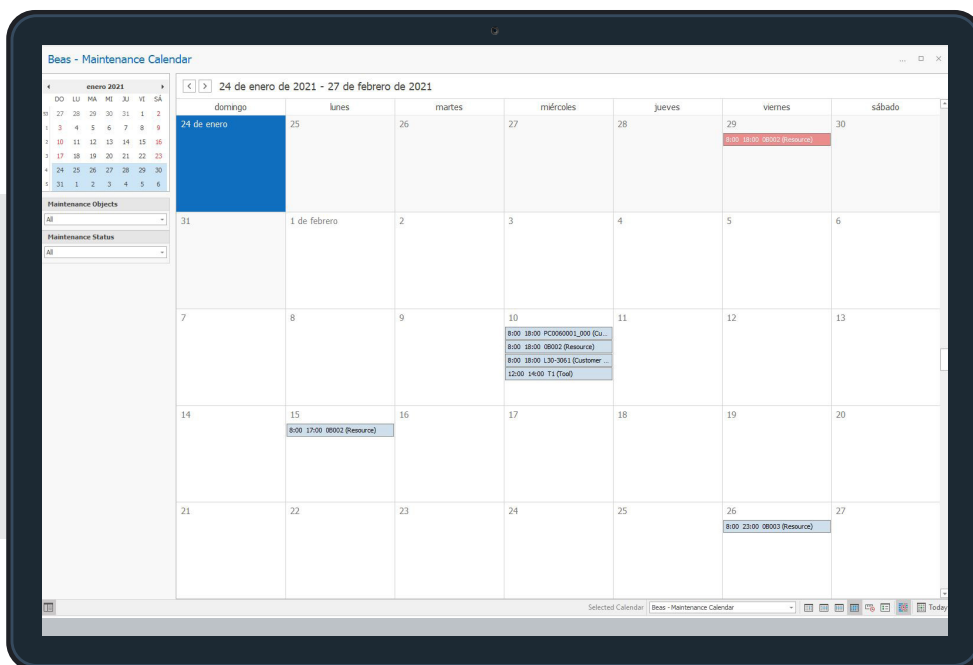 Beas - Maintenance Calendar
enero 2021
DO LU MA MI JU VI SÁ
27 28 29 30 31 1 2
1 3 4 5 6 7 8 9
2 10 11 12 13 14 15 16
3 17 18 19 20 21 22 23
4 24 25 26 27 28 29 30
5 31 1 2 3 4 5 6
Maintenance Objects
All
Maintenance Status
All
24 de enero de 2021 - 27 de febrero de 2021
domingo lunes martes miércoles jueves viernes sábado
24 de enero 25 26 27 28 29 30
8:00 18:00 0B002 (Resource)
31 1 de febrero 2 3 4 5 6
7 8 9 10 11 12 13
8:00 18:00 PC0060001_000 (Cu...
8:00 18:00 0B002 (Resource)
8:00 18:00 L30-3061 (Customer ...
12:00 14:00 T1 (Tool)
14 15 16 17 18 19 20
8:00 17:00 0B002 (Resource)
21 22 23 24 25 26 27
8:00 23:00 0B003 (Resource)
Selected Calendar Beas - Maintenance Calendar Today